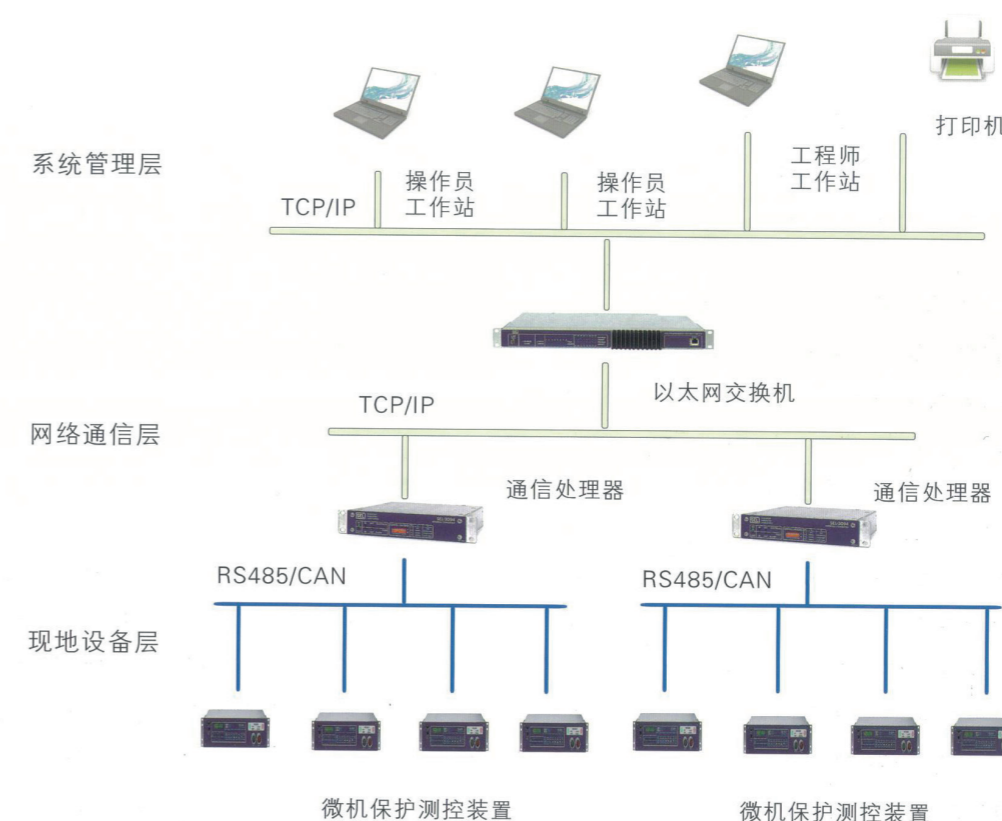 打印机
系统管理层
操作员
工作站
操作员
工作站
工程师
工作站
TCP/IP
以太网交换机
TCP/IP
网络通信层
通信处理器
通信处理器
RS485/CAN
RS485/CAN
现地设备层
微机保护测控装置
微机保护测控装置